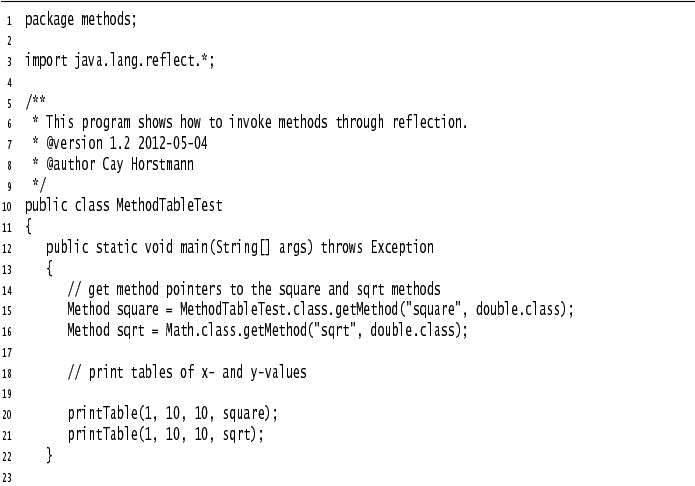 1 package methods;
2
3 import java.lang.reflect.*;
4
5 /**
6  * This program shows how to invoke methods through reflection.
7  * @version 1.2 2012-05-04
8  * @author Cay Horstmann
9  */
10 public class MethodTableTest
11 {
12    public static void main(String[] args) throws Exception
13    {
14       // get method pointers to the square and sqrt methods
15       Method square = MethodTableTest.class.getMethod("square", double.class);
16       Method sqrt = Math.class.getMethod("sqrt", double.class);
17
18       // print tables of x- and y-values
19
20       printTable(1, 10, 10, square);
21       printTable(1, 10, 10, sqrt);
22    }
23